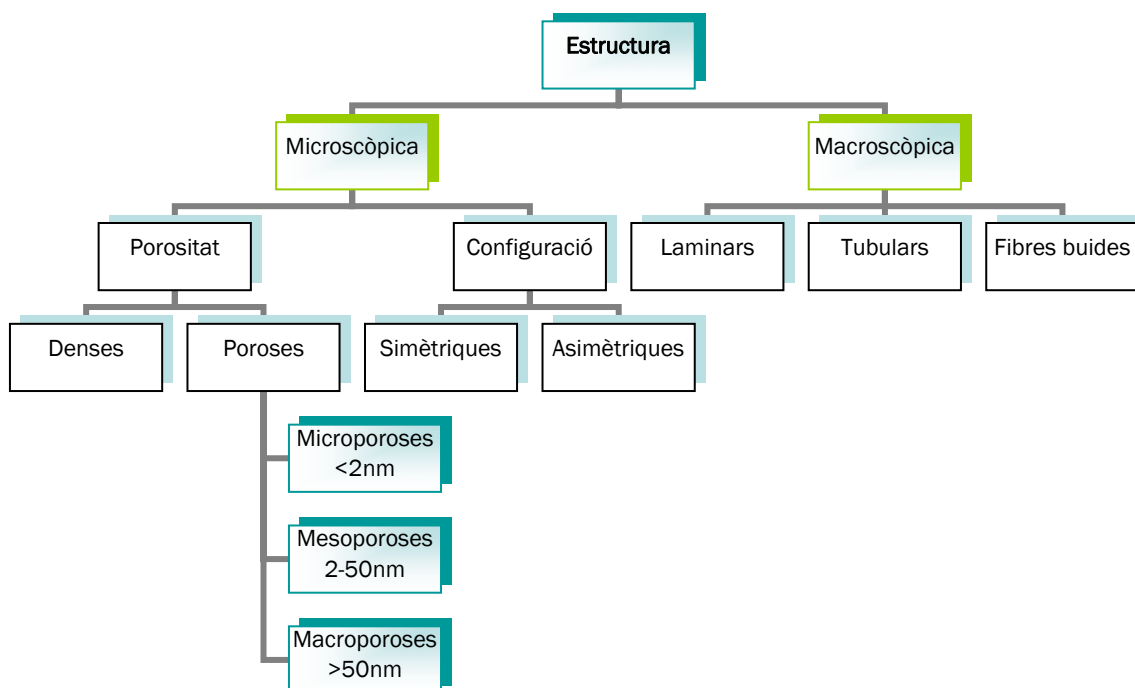 Estructura
Microscòpica
Macroscòpica
Porositat
Configuració
Laminars
Tubulars
Fibres buides
Denses
Poroses
Simètriques
Asimètriques
Microporoses
<2nm
Mesoporoses
2-50nm
Macroporoses
>50nm